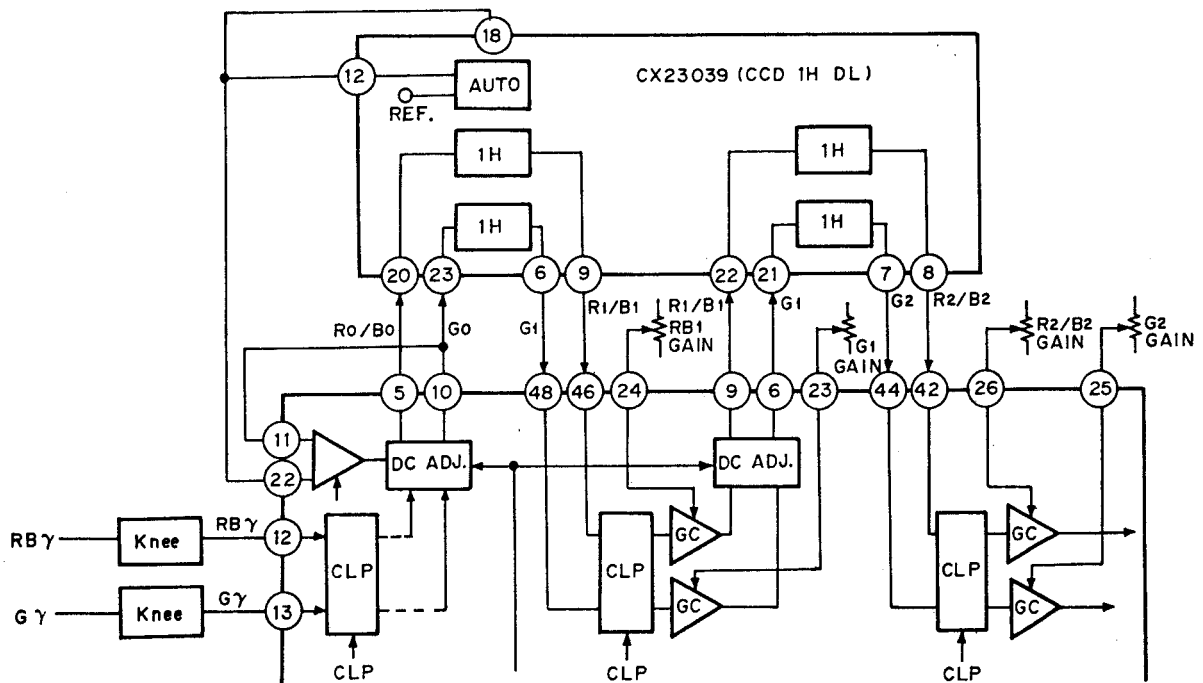 18
12
AUTO
CX23039 (CCD 1H DL)
REF.
1H
1H
1H
1H
20
23
6
9
22
21
7
8
R0/B0
G0
G1
R1/B1
R1/B1
RB1
GAIN
G1
G1
GAIN
G2
R2/B2
R2/B2
GAIN
G2
GAIN
5
10
48
46
24
9
6
23
44
42
26
25
11
22
DC ADJ.
DC ADJ.
RBγ
Knee
RBγ
12
CLP
CLP
GC
CLP
GC
Gγ
Knee
Gγ
13
GC
GC
CLP
CLP
CLP